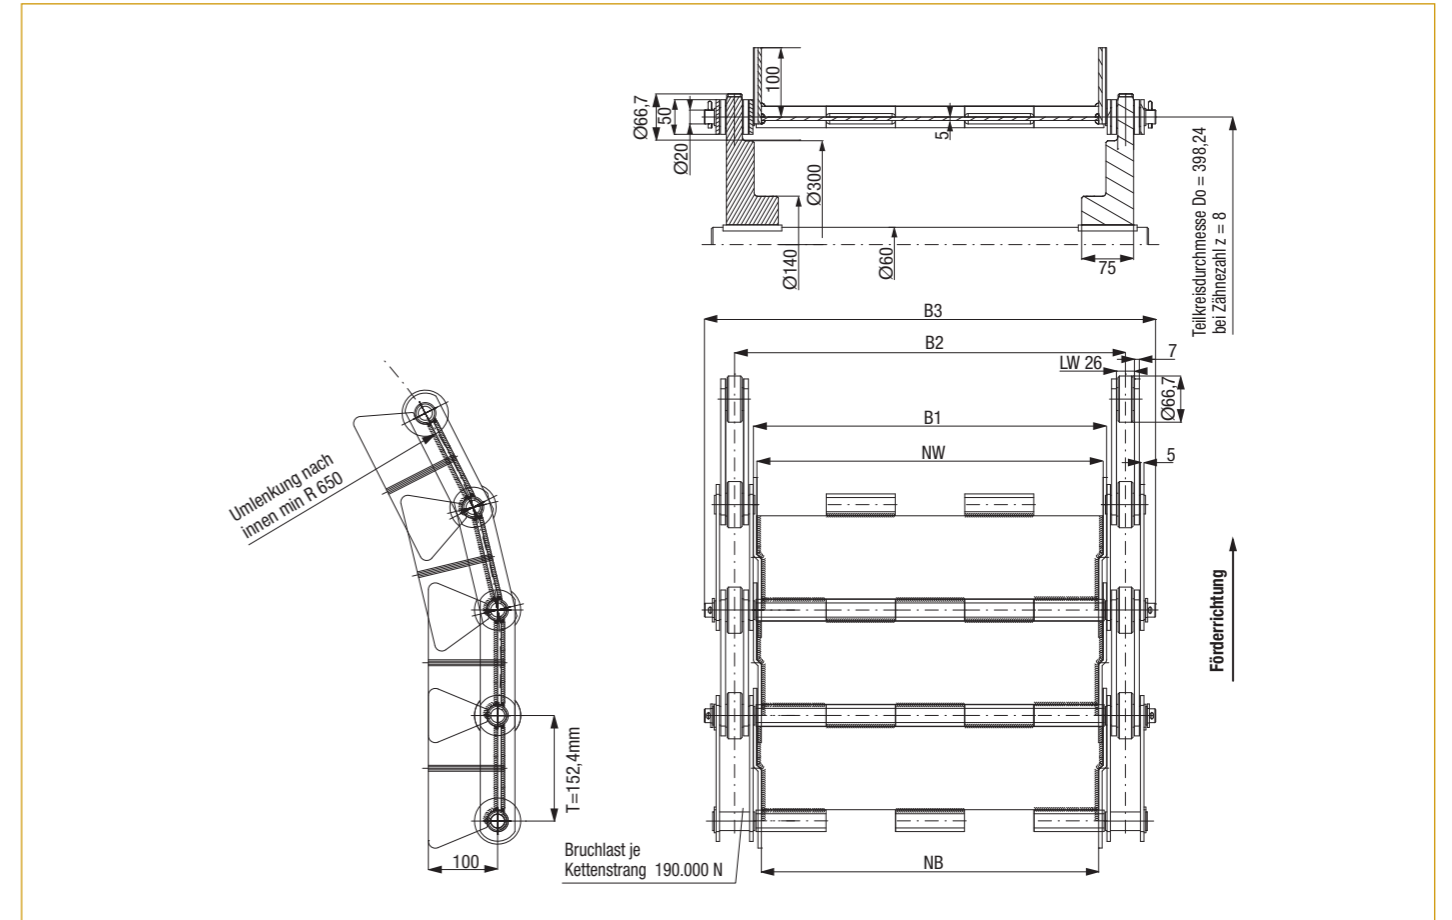 100
Ø66,7
50
Ø20
5
Ø300
Ø140
Ø60
75
Teilkreisdurchmesse Do = 398,24
bei Zähnezahl z = 8
B3
B2
LW 26
7
Ø66,7
B1
NW
5
Umlenkung nach
innen min R 650
Förderrichtung
T=152,4mm
100
Bruchlast je
Kettenstrang 190.000 N
NB